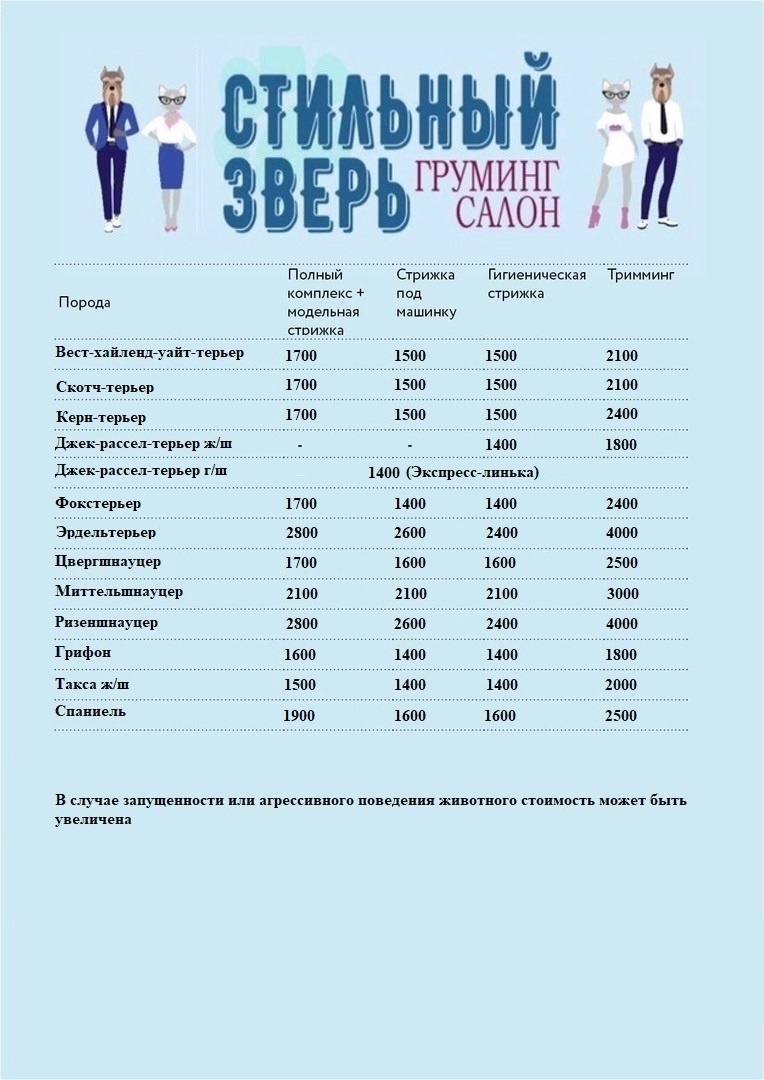 СТИЛЬНЫЙ
ЗВЕРЬ
ГРУМИНГ
САЛОН
Порода
Полный
комплекс +
модельная
стрижка
Стрижка
под
машинку
Гигиеническая
стрижка
Тримминг
Вест-хайленд-уайт-терьер 1700 1500 1500 2100
Скотч-терьер 1700 1500 1500 2100
Керн-терьер 1700 1500 1500 2400
Джек-рассел-терьер ж/ш - - 1400 1800
Джек-рассел-терьер г/ш 1400 (Экспресс-линька)
Фокстерьер 1700 1400 1400 2400
Эрдельтерьер 2800 2600 2400 4000
Цвергшнауцер 1700 1600 1600 2500
Миттельшнауцер 2100 2100 2100 3000
Ризеншнауцер 2800 2600 2400 4000
Грифон 1600 1400 1400 1800
Такса ж/ш 1500 1400 1400 2000
Спаниель 1900 1600 1600 2500
В случае запущенности или агрессивного поведения животного стоимость может быть
увеличена